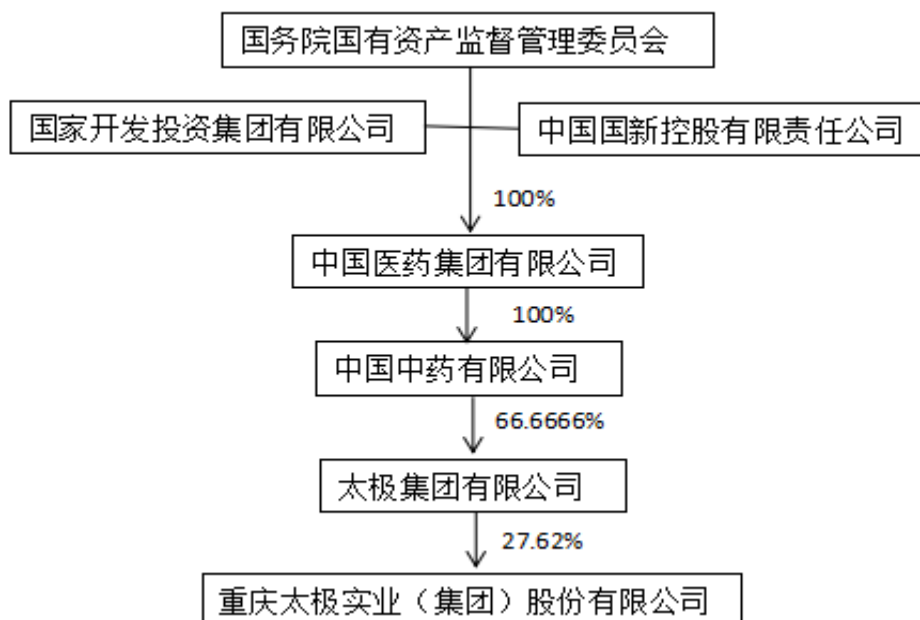 国务院国有资产监督管理委员会
国家开发投资集团有限公司
中国国新控股有限责任公司
100%
中国医药集团有限公司
100%
中国中药有限公司
66.6666%
太极集团有限公司
27.62%
重庆太极实业（集团）股份有限公司